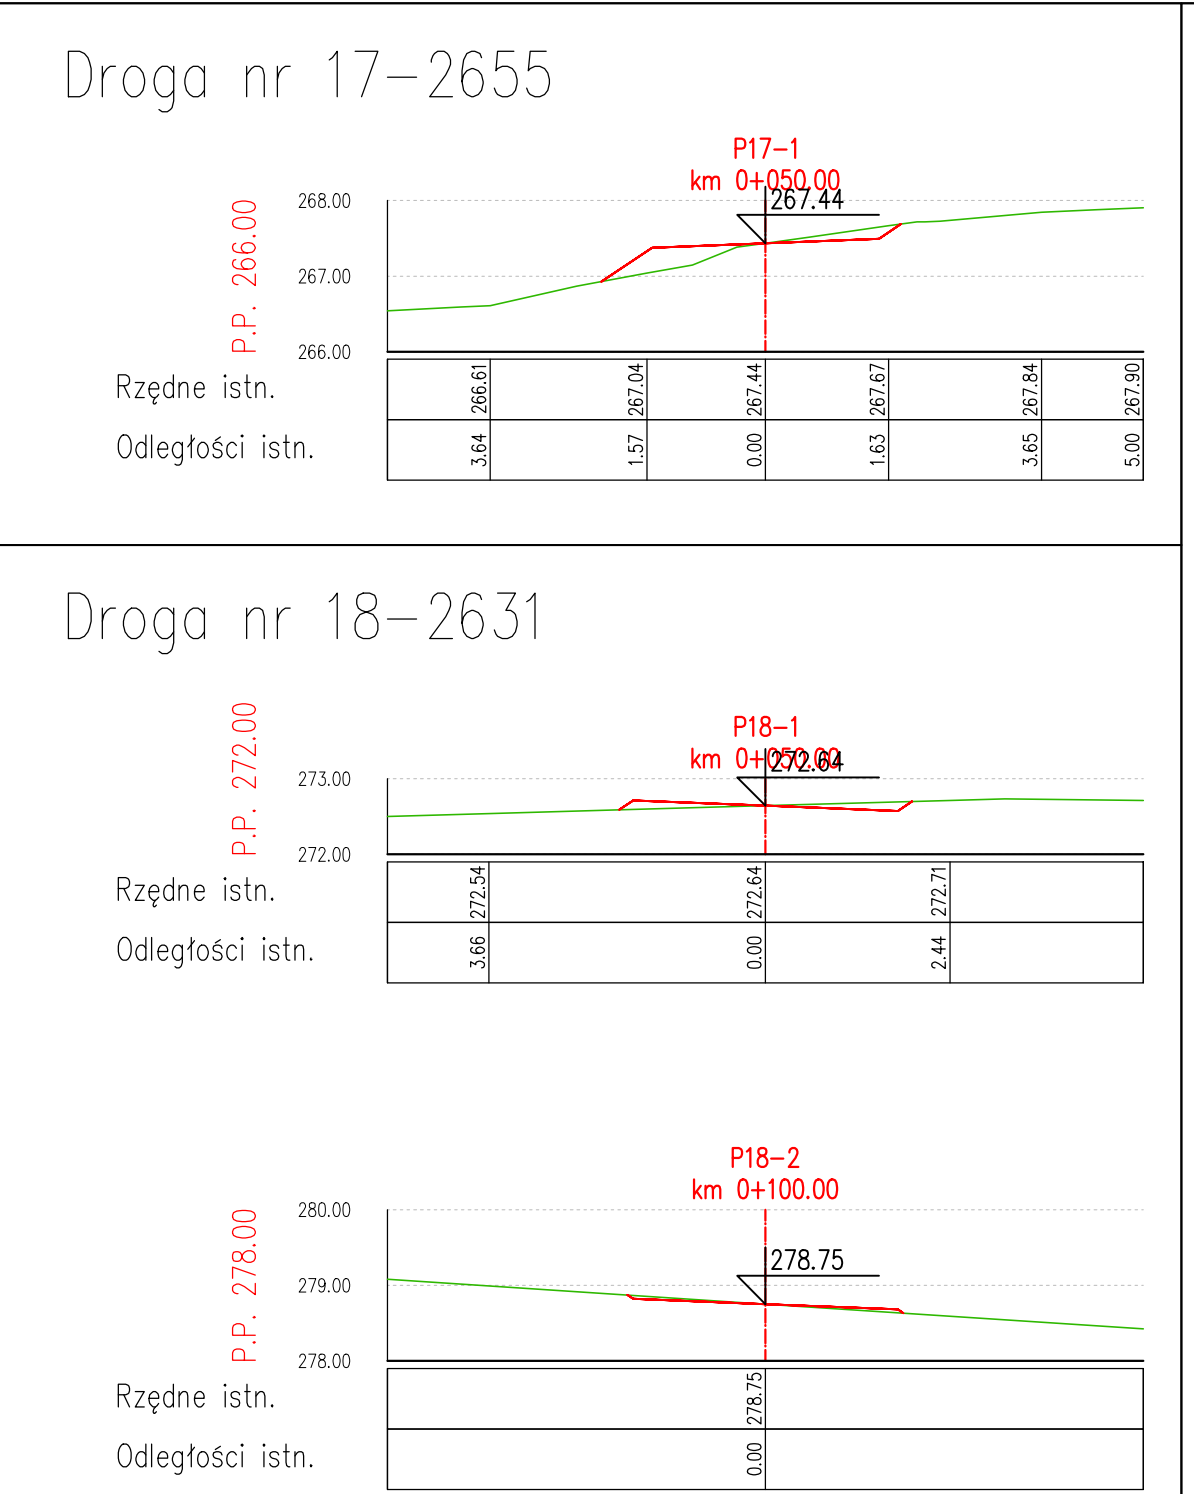 Droga nr 17-2655
P17-1
km 0+050.00
267.44
P.P. 266.00
268.00
267.00
266.00
Rzędne istn. 266.61 267.04 267.44 267.67 267.84 267.90
Odległości istn. 3.64 1.57 0.00 1.63 3.65 5.00
Droga nr 18-2631
P18-1
km 0+050.00
272.64
P.P. 272.00
273.00
272.00
Rzędne istn. 272.54 272.64 272.71
Odległości istn. 3.66 0.00 2.44
P18-2
km 0+100.00
278.75
P.P. 278.00
280.00
279.00
278.00
Rzędne istn. 278.75
Odległości istn. 0.00